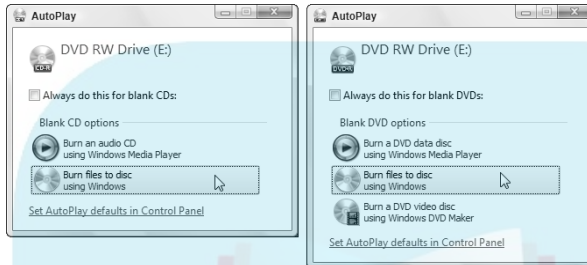 AutoPlay
DVD RW Drive (E:)
CD-R
Always do this for blank CDs:
Blank CD options
Burn an audio CD
using Windows Media Player
Burn files to disc
using Windows
Set AutoPlay defaults in Control Panel
AutoPlay
DVD RW Drive (E:)
DVD-R
Always do this for blank DVDs:
Blank DVD options
Burn a DVD data disc
using Windows Media Player
Burn files to disc
using Windows
Burn a DVD video disc
using Windows DVD Maker
Set AutoPlay defaults in Control Panel